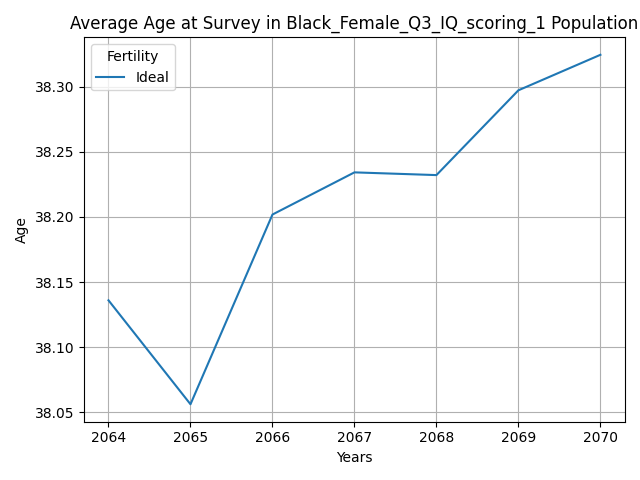 Average Age at Survey in Black_Female_Q3_IQ_scoring_1 Population
Fertility
Ideal
Age
38.30
38.25
38.20
38.15
38.10
38.05
2064 2065 2066 2067 2068 2069 2070
Years